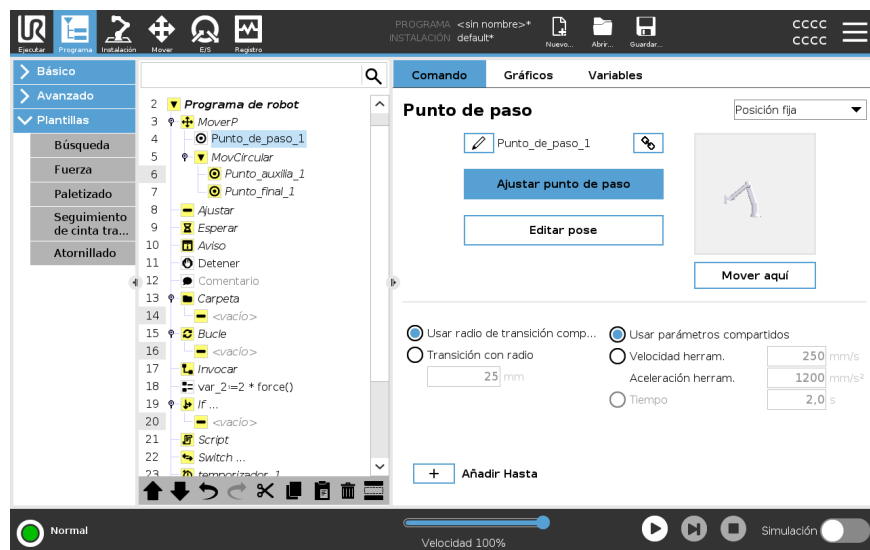 PROGRAMA <sin nombre>*
INSTALACIÓN default*
Ejecutar
Programa
Instalación
Mover
E/S
Registro
Nuevo...
Abrir...
Guardar...
CCCC
CCCC
Básico
Avanzado
Plantillas
Búsqueda
Fuerza
Paletizado
Seguimiento
de cinta tra...
Atornillado
2 Programa de robot
3 MoverP
4 Punto_de_paso_1
5 MovCircular
6 Punto_auxilia_1
7 Punto_final_1
8 Ajustar
9 Esperar
10 Aviso
11 Detener
12 Comentario
13 Carpeta
14 <vacío>
15 Bucle
16 <vacío>
17 Invocar
18 var_2≔2 * force()
19 If ...
20 <vacío>
21 Script
22 Switch ...
23 temporizador_1
Comando Gráficos Variables
Punto de paso
Posición fija
Punto_de_paso_1
Ajustar punto de paso
Editar pose
Mover aquí
Usar radio de transición comp...
Transición con radio
25 mm
Usar parámetros compartidos
Velocidad herram. 250 mm/s
Aceleración herram. 1200 mm/s²
Tiempo 2,0 s
+ Añadir Hasta
Normal
Velocidad 100%
Simulación